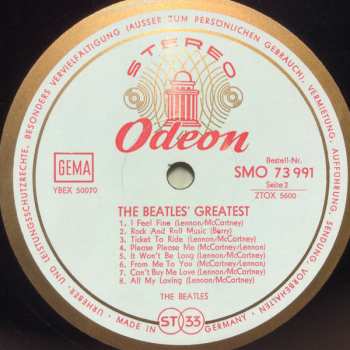 URHEBER- UND LEISTUNGSSCHUTZRECHTE, BESONDERS VERVIELFÄLTIGUNG (AUSSER ZUM PERSÖNLICHEN GEBRAUCH), VERMIETUNG, AUFFÜHRUNG, SENDUNG VORBEHALTEN
STEREO
Odeon
GEMA
YBEX 50070
Bestell-Nr.
SMO 73 991
Seite 2
ZTOX 5600
THE BEATLES' GREATEST
1. I Feel Fine (Lennon/McCartney)
2. Rock And Roll Music (Berry)
3. Ticket To Ride (Lennon/McCartney)
4. Please Please Me (McCartney/Lennon)
5. It Won't Be Long (Lennon/McCartney)
6. From Me To You (McCartney/Lennon)
7. Can't Buy Me Love (Lennon/McCartney)
8. All My Loving (Lennon/McCartney)
THE BEATLES
MADE IN ST 33 GERMANY